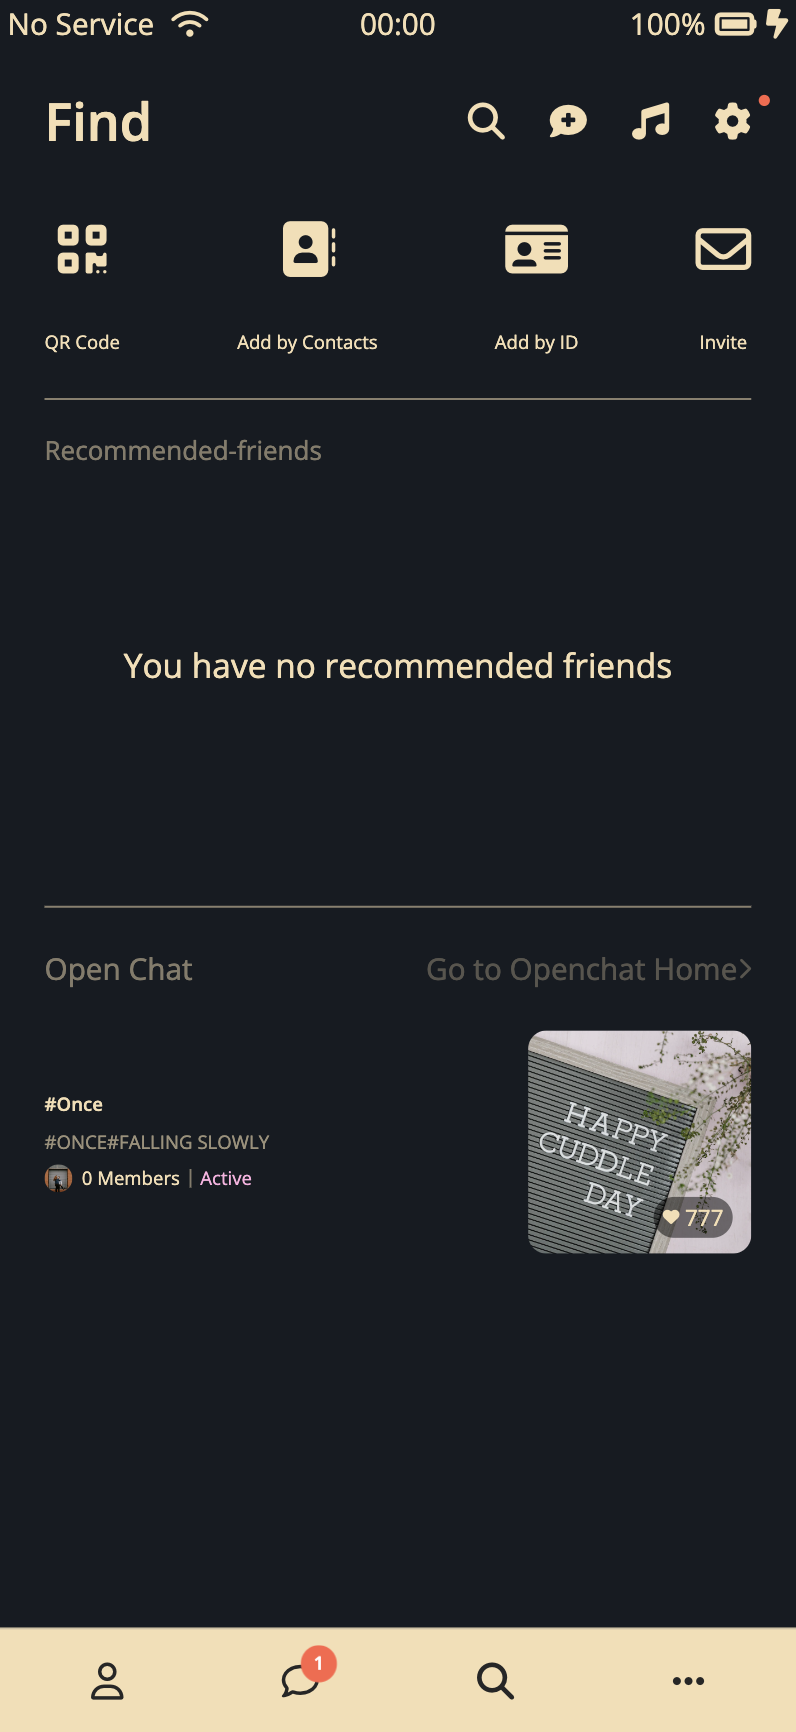 No Service 00:00 100%
Find
QR Code Add by Contacts Add by ID Invite
Recommended-friends
You have no recommended friends
Open Chat Go to Openchat Home
#Once
#ONCE#FALLING SLOWLY
0 Members | Active
HAPPY
CUDDLE
DAY
777
1